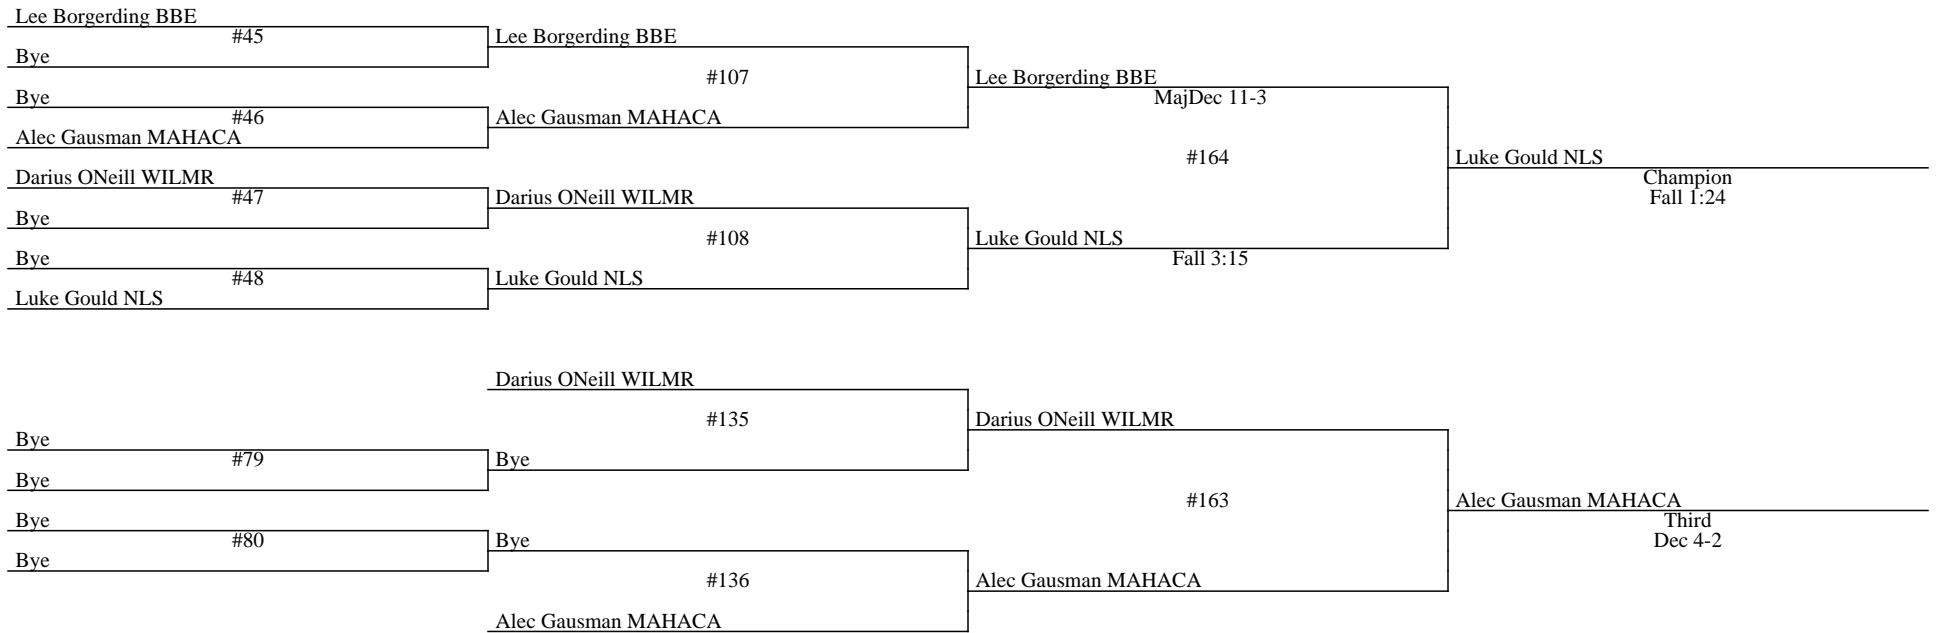 Lee Borgerding BBE
#45
Bye
Lee Borgerding BBE
#107
Bye
#46
Alec Gausman MAHACA
Alec Gausman MAHACA
Lee Borgerding BBE
MajDec 11-3
#164
Darius ONeill WILMR
#47
Bye
Darius ONeill WILMR
#108
Bye
#48
Luke Gould NLS
Luke Gould NLS
Luke Gould NLS
Fall 3:15
Luke Gould NLS
Champion
Fall 1:24
Darius ONeill WILMR
#135
Bye
#79
Bye
Bye
Darius ONeill WILMR
#163
Bye
#80
Bye
Bye
#136
Alec Gausman MAHACA
Alec Gausman MAHACA
Alec Gausman MAHACA
Third
Dec 4-2